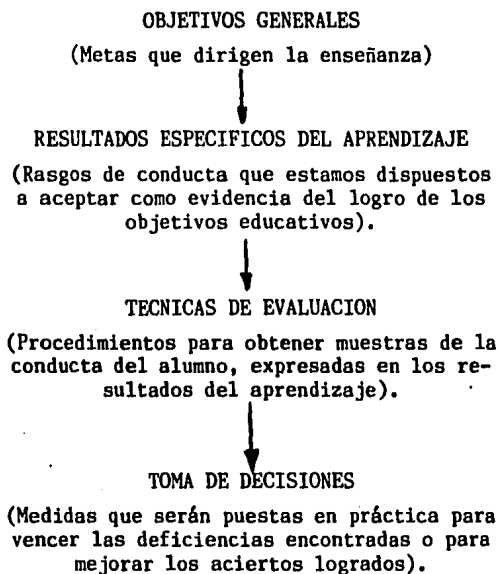 OBJETIVOS GENERALES
(Metas que dirigen la enseñanza)
RESULTADOS ESPECIFICOS DEL APRENDIZAJE
(Rasgos de conducta que estamos dispuestos
a aceptar como evidencia del logro de los
objetivos educativos).
TECNICAS DE EVALUACION
(Procedimientos para obtener muestras de la
conducta del alumno, expresadas en los re-
sultados del aprendizaje).
TOMA DE DECISIONES
(Medidas que serán puestas en práctica para
vencer las deficiencias encontradas o para
mejorar los aciertos logrados).